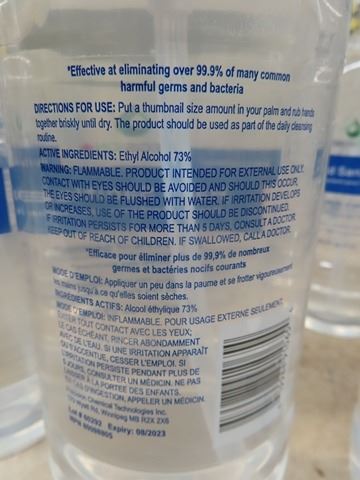 *Effective at eliminating over 99.9% of many common
harmful germs and bacteria
DIRECTIONS FOR USE: Put a thumbnail size amount in your palm and rub hands
together briskly until dry. The product should be used as part of the daily cleansing
routine.
ACTIVE INGREDIENTS: Ethyl Alcohol 73%
WARNING: FLAMMABLE. PRODUCT INTENDED FOR EXTERNAL USE ONLY.
CONTACT WITH EYES SHOULD BE AVOIDED AND SHOULD THIS OCCUR,
THE EYES SHOULD BE FLUSHED WITH WATER. IF IRRITATION DEVELOPS
OR INCREASES, USE OF THE PRODUCT SHOULD BE DISCONTINUED.
IF IRRITATION PERSISTS FOR MORE THAN 5 DAYS, CONSULT A DOCTOR.
KEEP OUT OF REACH OF CHILDREN. IF SWALLOWED, CALL A DOCTOR.
*Efficace pour éliminer plus de 99,9% de nombreux
germes et bactéries nocifs courants
MODE D'EMPLOI: Appliquer un peu dans la paume et se frotter vigoureusement
les mains jusqu'à ce qu'elles soient sèches.
INGRÉDIENTS ACTIFS: Alcool éthylique 73%
MODE D'EMPLOI: INFLAMMABLE. POUR USAGE EXTERNE SEULEMENT.
ÉVITER TOUT CONTACT AVEC LES YEUX;
LE CAS ÉCHÉANT, RINCER ABONDAMMENT
AVEC DE L'EAU. SI UNE IRRITATION APPARAÎT
OU S'ACCENTUE, CESSER L'EMPLOI. SI
L'IRRITATION PERSISTE PENDANT PLUS DE
5 JOURS, CONSULTER UN MÉDICIN. NE PAS
LAISSER À LA PORTÉE DES ENFANTS.
EN CAS D'INGESTION, APPELER UN MÉDICIN.
Chemical Technologies Inc.
Winnipeg MB R2X 2X6
Lot # 60292 Expiry: 08/2023
NPN 80098905